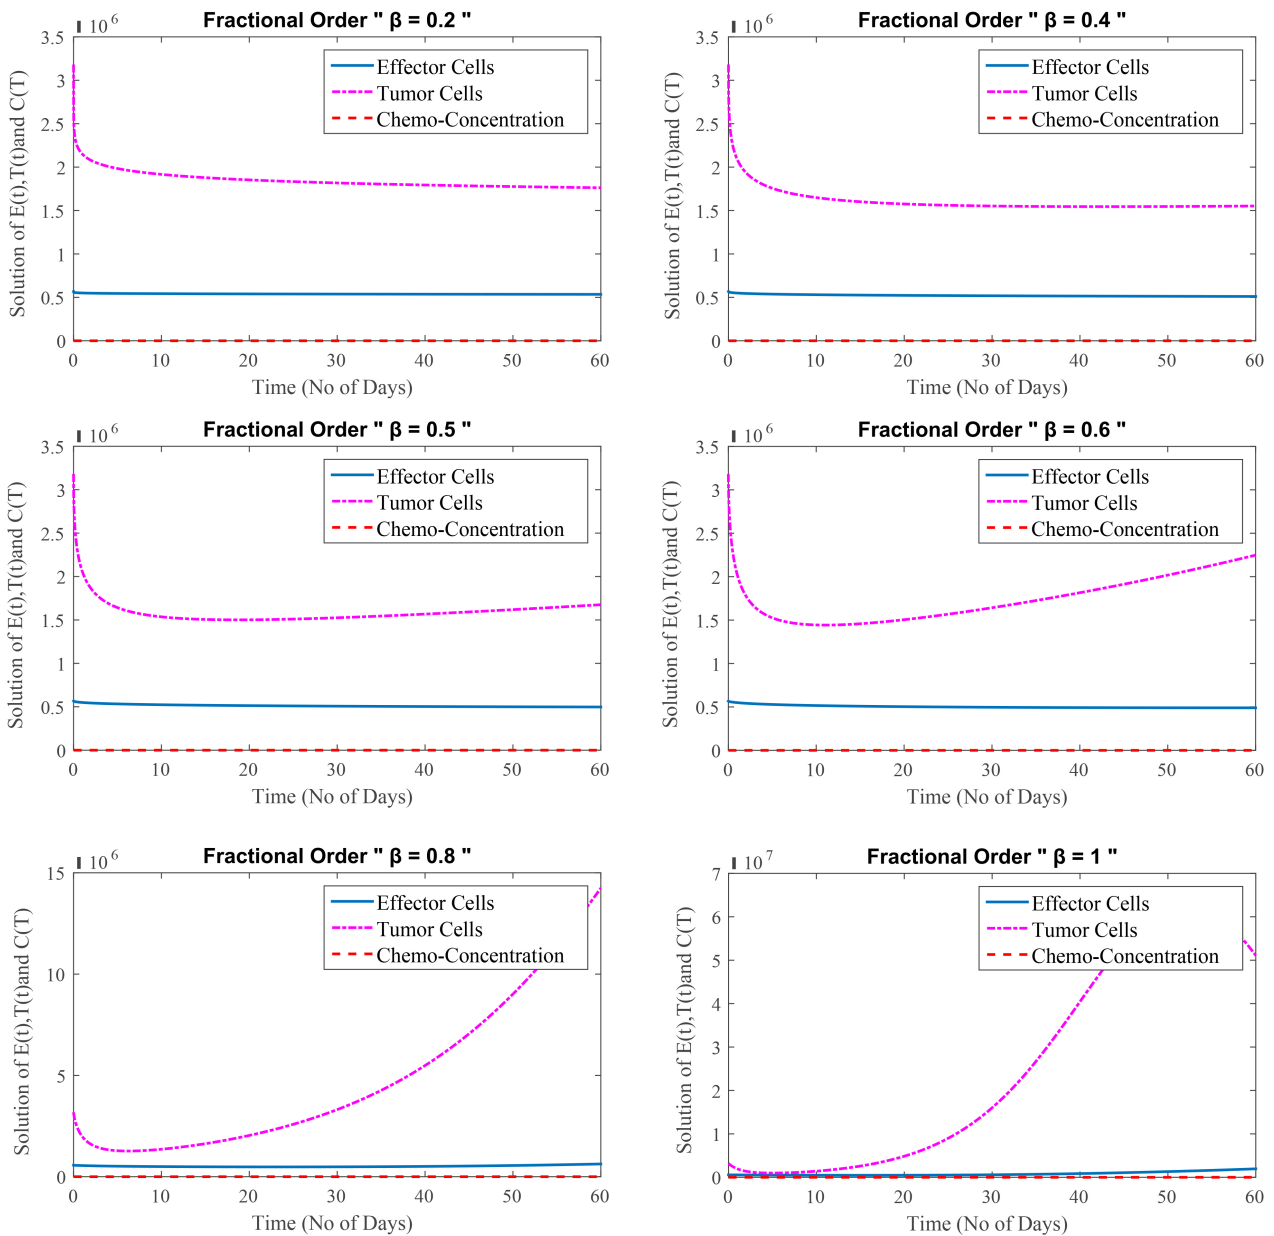 Fractional Order " β = 0.2 "
10 6
3.5
3
2.5
2
1.5
1
0.5
0
Solution of E(t),T(t)and C(T)
Effector Cells
Tumor Cells
Chemo-Concentration
0 10 20 30 40 50 60
Time (No of Days)
Fractional Order " β = 0.4 "
10 6
3.5
3
2.5
2
1.5
1
0.5
0
Solution of E(t),T(t)and C(T)
Effector Cells
Tumor Cells
Chemo-Concentration
0 10 20 30 40 50 60
Time (No of Days)
Fractional Order " β = 0.5 "
10 6
3.5
3
2.5
2
1.5
1
0.5
0
Solution of E(t),T(t)and C(T)
Effector Cells
Tumor Cells
Chemo-Concentration
0 10 20 30 40 50 60
Time (No of Days)
Fractional Order " β = 0.6 "
10 6
3.5
3
2.5
2
1.5
1
0.5
0
Solution of E(t),T(t)and C(T)
Effector Cells
Tumor Cells
Chemo-Concentration
0 10 20 30 40 50 60
Time (No of Days)
Fractional Order " β = 0.8 "
10 6
15
10
5
0
Solution of E(t),T(t)and C(T)
Effector Cells
Tumor Cells
Chemo-Concentration
0 10 20 30 40 50 60
Time (No of Days)
Fractional Order " β = 1 "
10 7
7
6
5
4
3
2
1
0
Solution of E(t),T(t)and C(T)
Effector Cells
Tumor Cells
Chemo-Concentration
0 10 20 30 40 50 60
Time (No of Days)